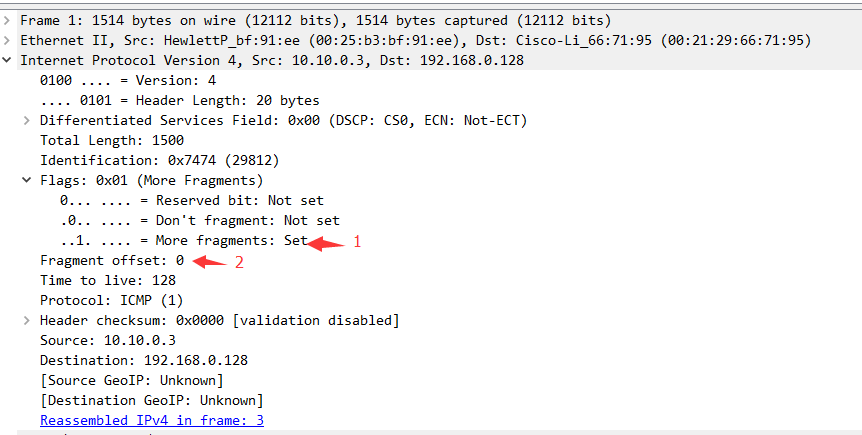 Frame 1: 1514 bytes on wire (12112 bits), 1514 bytes captured (12112 bits)
Ethernet II, Src: HewlettP_bf:91:ee (00:25:b3:bf:91:ee), Dst: Cisco-Li_66:71:95 (00:21:29:66:71:95)
Internet Protocol Version 4, Src: 10.10.0.3, Dst: 192.168.0.128
0100 .... = Version: 4
.... 0101 = Header Length: 20 bytes
Differentiated Services Field: 0x00 (DSCP: CS0, ECN: Not-ECT)
Total Length: 1500
Identification: 0x7474 (29812)
Flags: 0x01 (More Fragments)
0... .... = Reserved bit: Not set
.0.. .... = Don't fragment: Not set
..1. .... = More fragments: Set 1
Fragment offset: 0 2
Time to live: 128
Protocol: ICMP (1)
Header checksum: 0x0000 [validation disabled]
Source: 10.10.0.3
Destination: 192.168.0.128
[Source GeoIP: Unknown]
[Destination GeoIP: Unknown]
Reassembled IPv4 in frame: 3